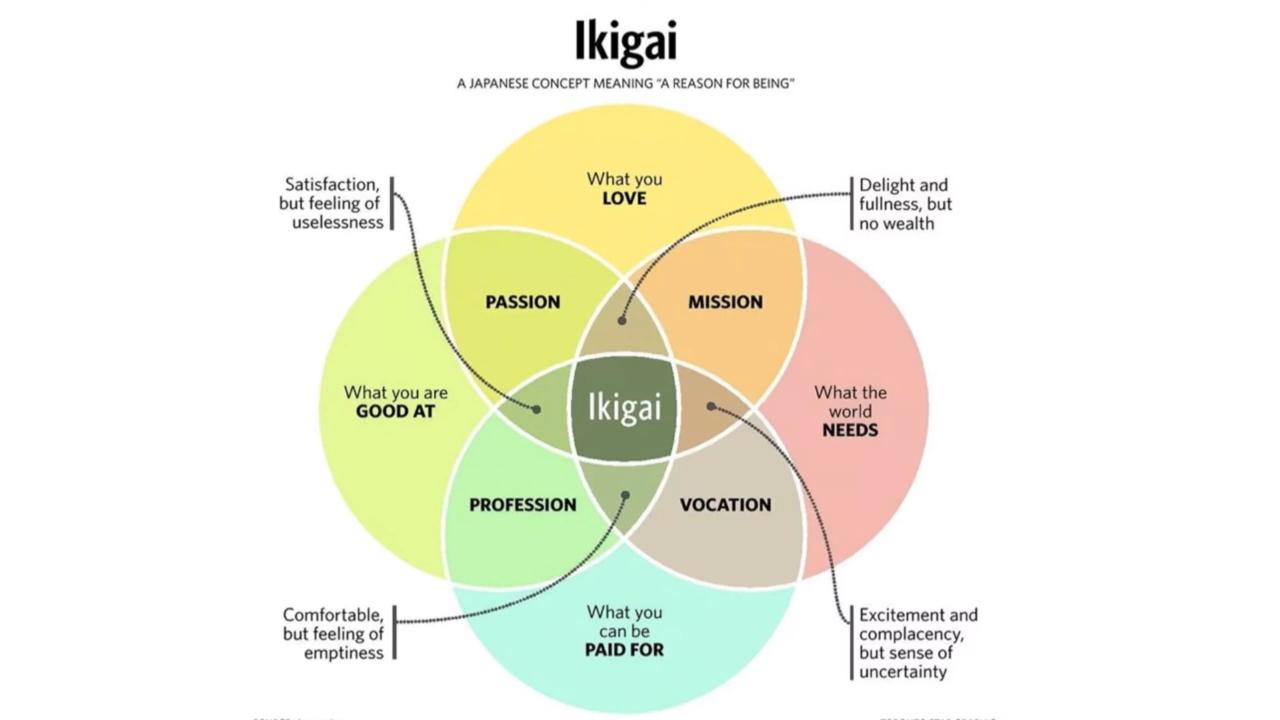 Ikigai
A JAPANESE CONCEPT MEANING "A REASON FOR BEING"
Satisfaction,
but feeling of
uselessness
What you
LOVE
Delight and
fullness, but
no wealth
PASSION
MISSION
What you are
GOOD AT
Ikigai
What the
world
NEEDS
PROFESSION
VOCATION
Comfortable,
but feeling of
emptiness
What you
can be
PAID FOR
Excitement and
complacency,
but sense of
uncertainty